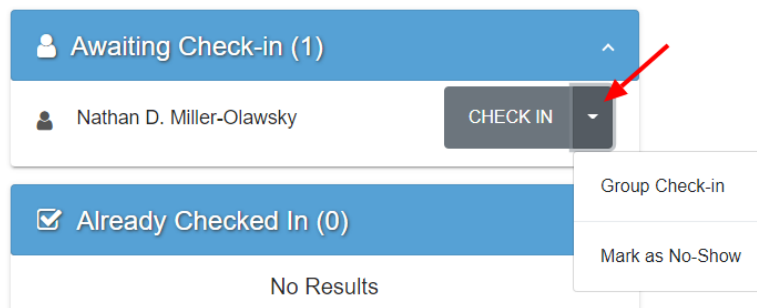 Awaiting Check-in (1)
Nathan D. Miller-Olawsky
CHECK IN
Group Check-in
Already Checked In (0)
Mark as No-Show
No Results